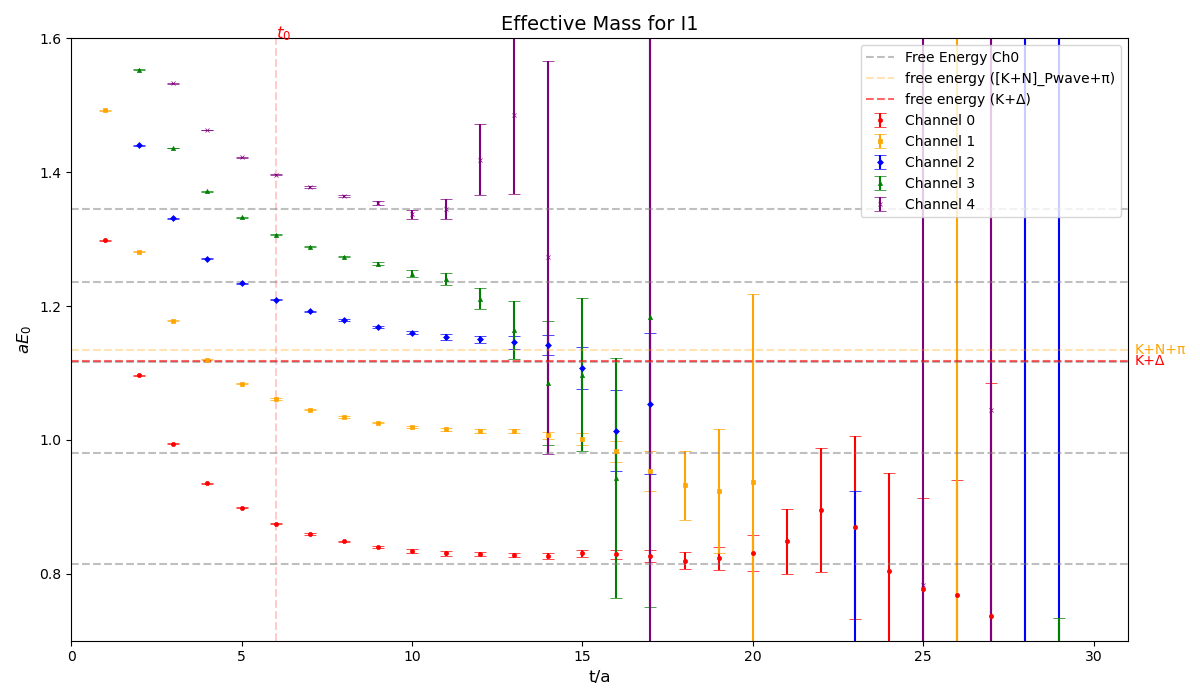 Effective Mass for I1
t₀
1.6
1.4
1.2
1.0
0.8
aE₀
0
5
10
15
20
25
30
t/a
Free Energy Ch0
free energy ([K+N]_Pwave+π)
free energy (K+Δ)
Channel 0
Channel 1
Channel 2
Channel 3
Channel 4
K+N+π
K+Δ